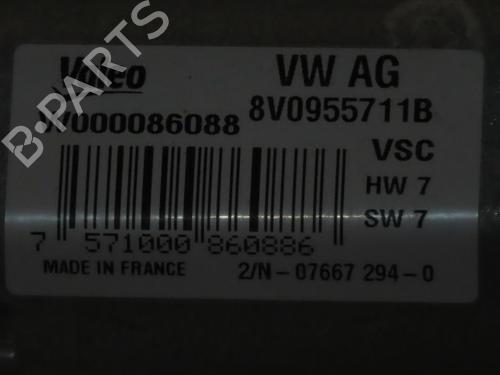 Valeo
VW AG
W000086088
8V0955711B
VSC
HW 7
SW 7
7 571000 860886
MADE IN FRANCE
2/N-07667 294-0
B-PARTS